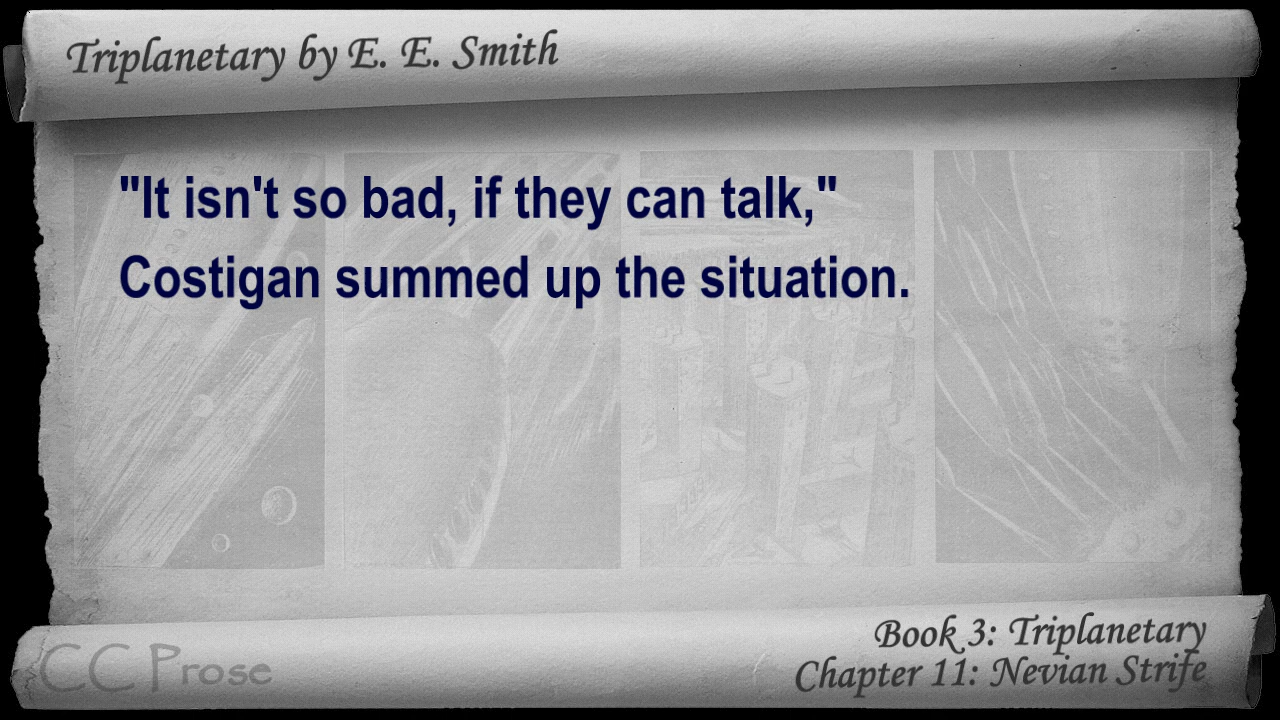 Triplanetary by E. E. Smith
"It isn't so bad, if they can talk,"
Costigan summed up the situation.
Book 3: Triplanetary
Chapter 11: Nevian Strife
CC Prose